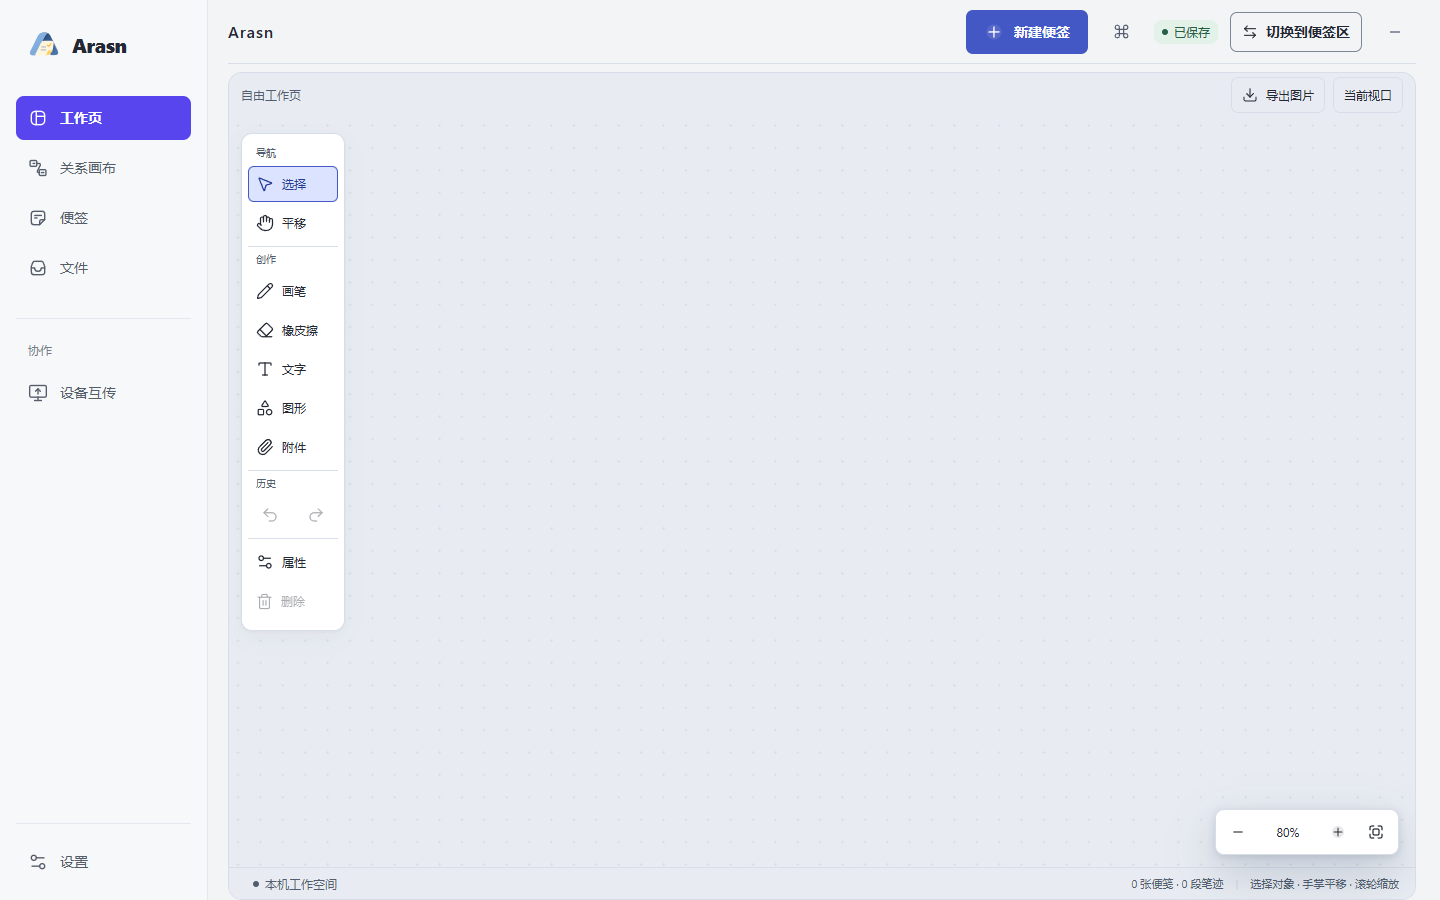 Arasn
工作页
关系画布
便签
文件
协作
设备互传
设置
Arasn
新建便签
已保存
切换到便签区
自由工作页
导出图片
当前视口
导航
选择
平移
创作
画笔
橡皮擦
文字
图形
附件
历史
属性
删除
80%
本机工作空间
0 张便笺 · 0 段笔迹
选择对象 · 手掌平移 · 滚轮缩放